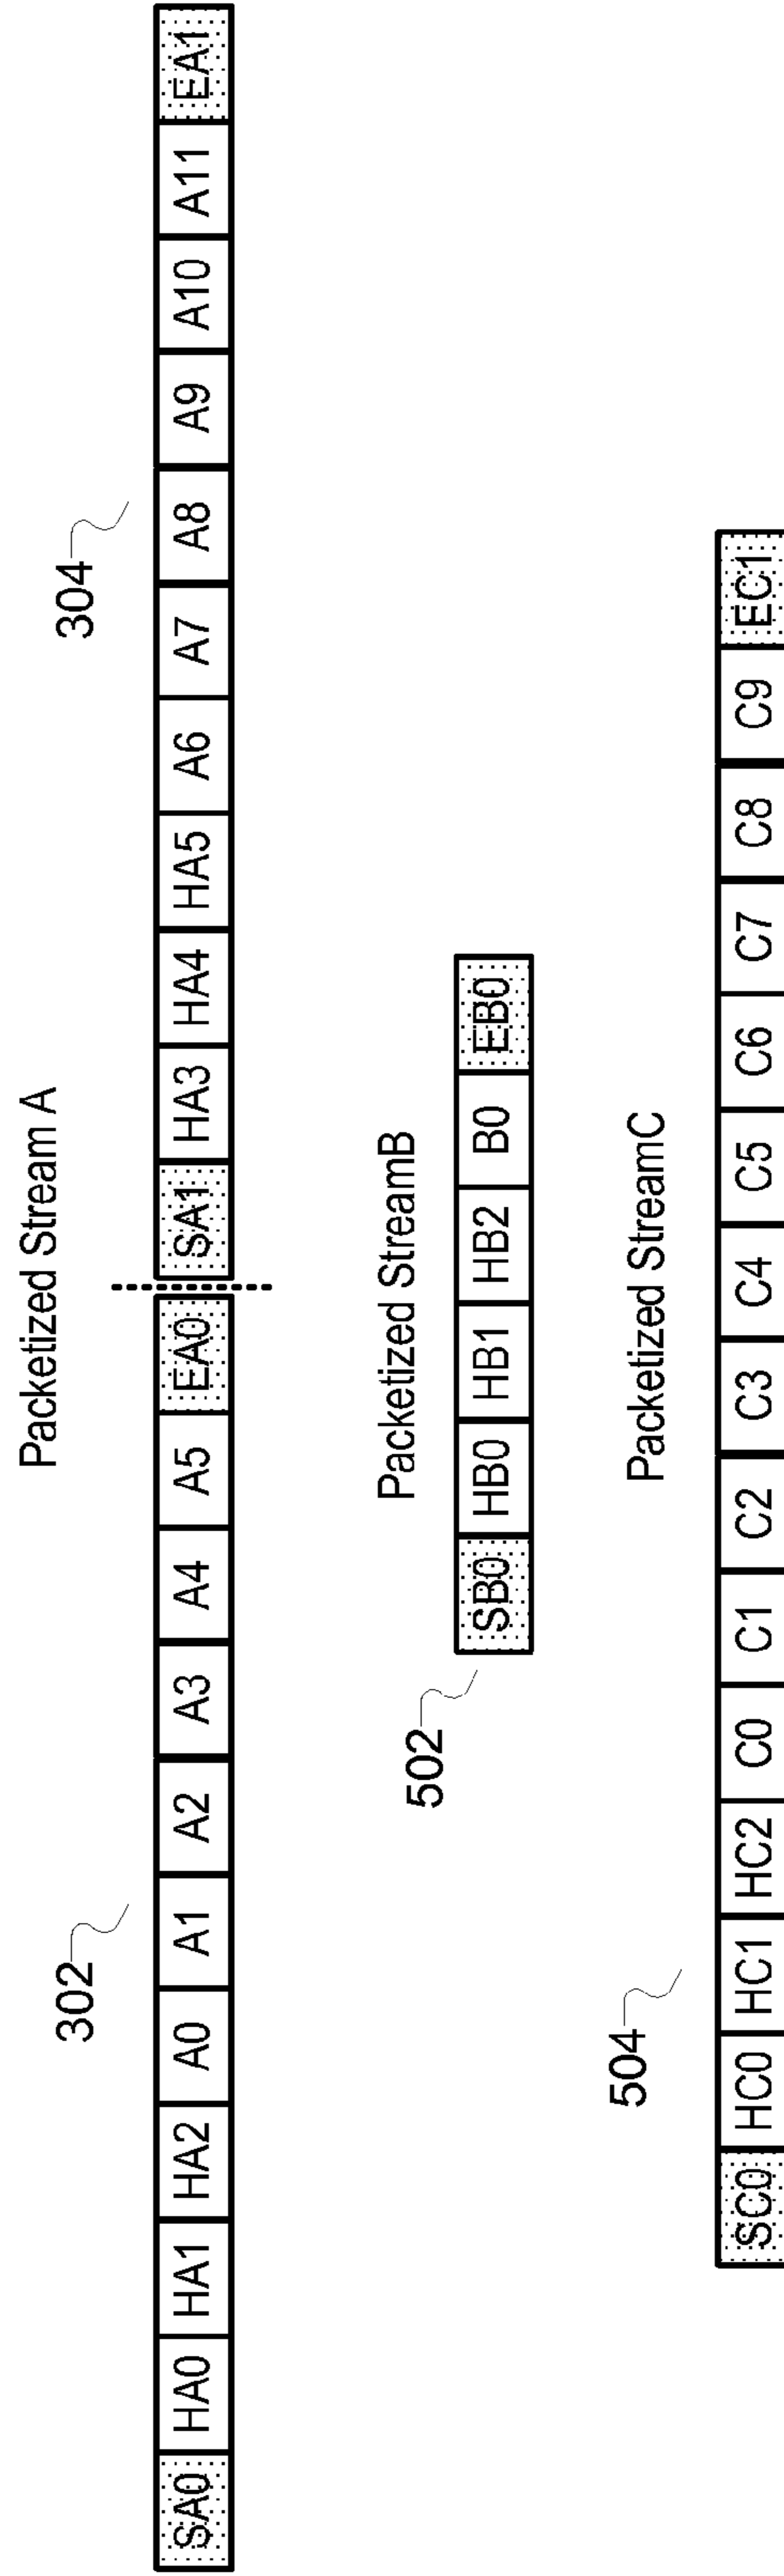 Packetized Stream A
302
304
SA0 HA0 HA1 HA2 A0 A1 A2 A3 A4 A5 EA0 SA1 HA3 HA4 HA5 A6 A7 A8 A9 A10 A11 EA1
Packetized StreamB
502
SB0 HB0 HB1 HB2 B0 EB0
Packetized StreamC
504
SC0 HC0 HC1 HC2 C0 C1 C2 C3 C4 C5 C6 C7 C8 C9 EC1